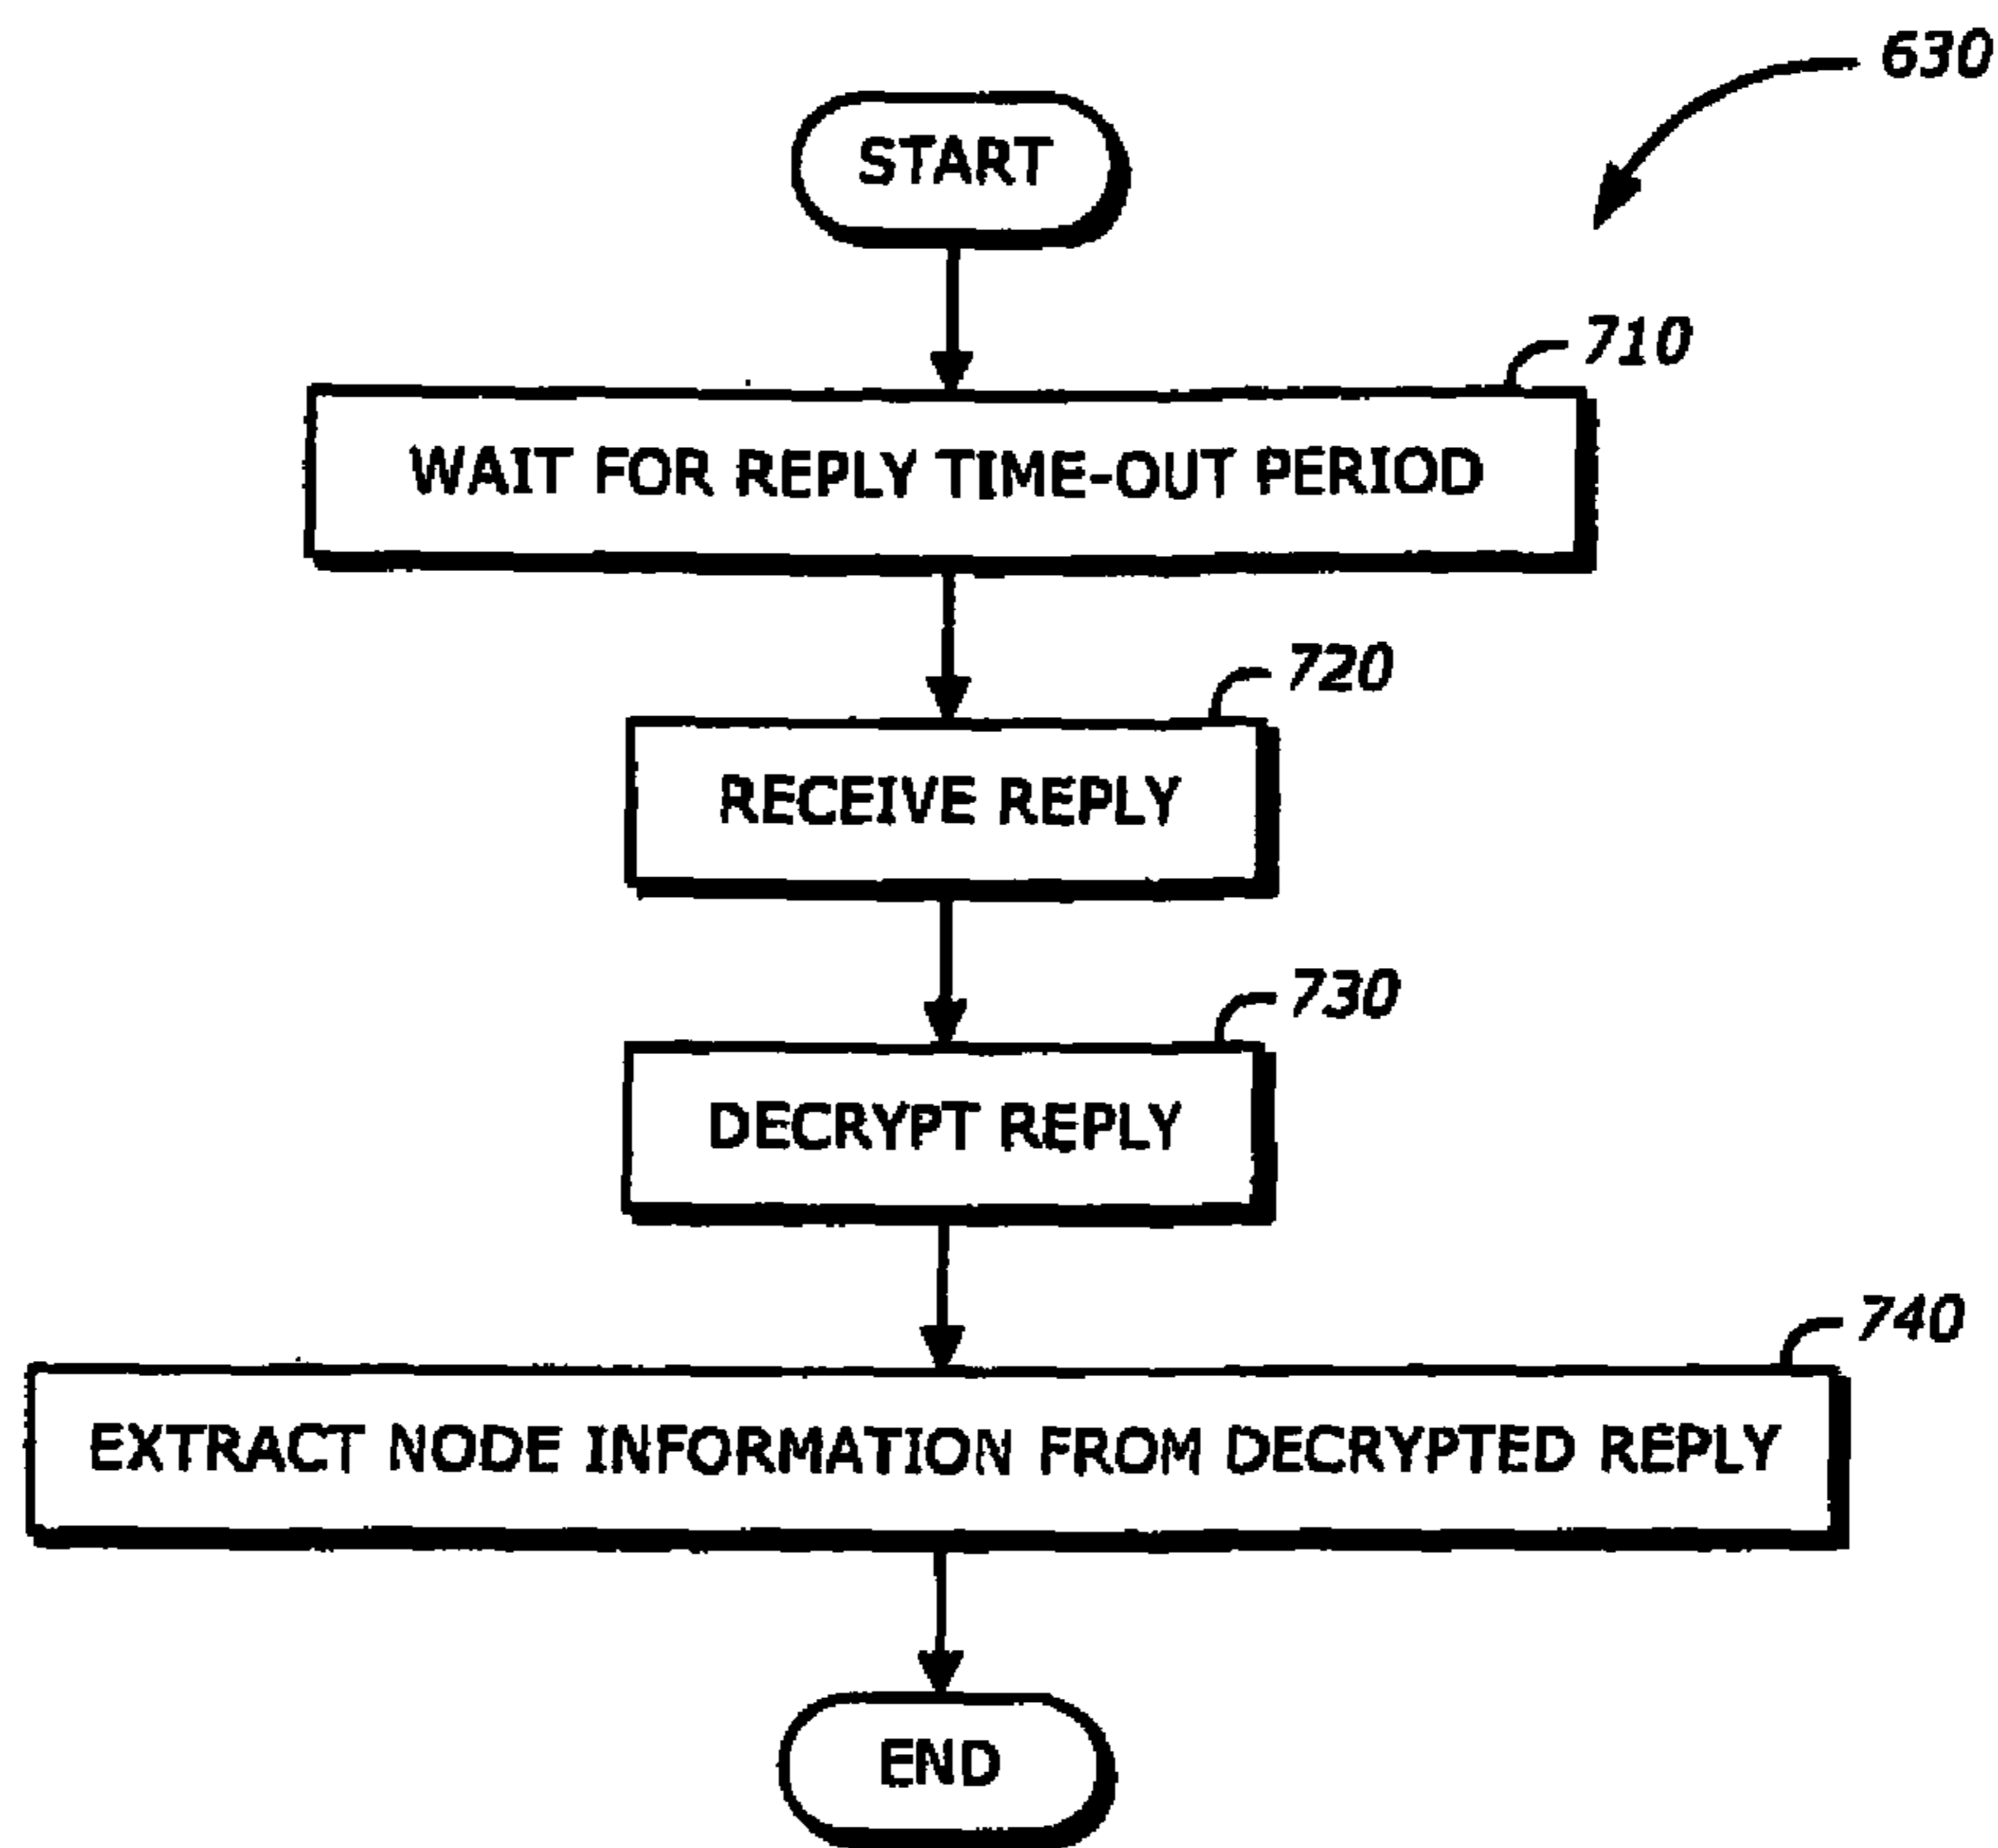 630
START
710
WAIT FOR REPLY TIME-OUT PERIOD
720
RECEIVE REPLY
730
DECRYPT REPLY
740
EXTRACT NODE INFORMATION FROM DECRYPTED REPLY
END